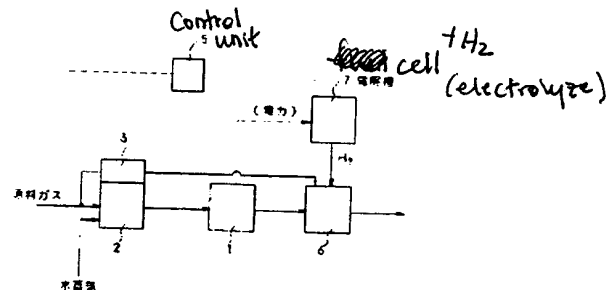 Control
5 unit
cell + H2
7 電解槽
(electrolyze)
(電力)
H2
3
原料ガス
2
1
6
水蒸気